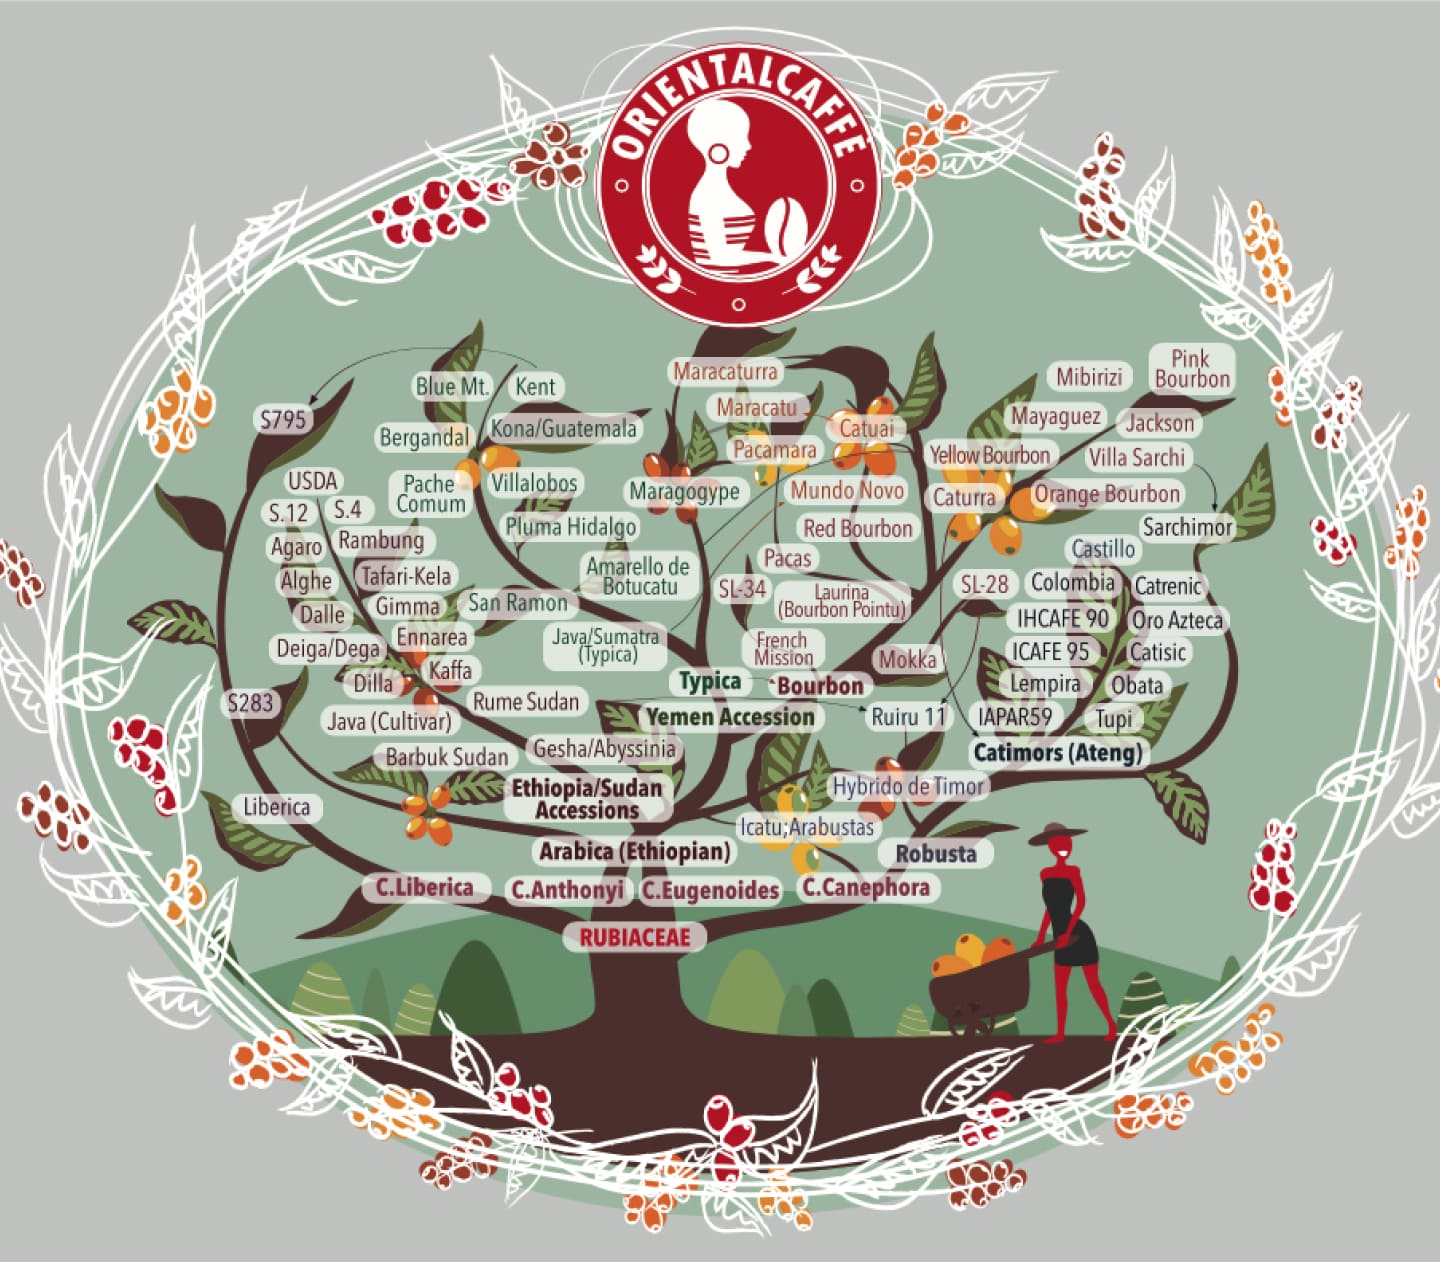 ORIENTALCAFFÈ
Maracaturra
Mibirizi
Pink
Bourbon
Blue Mt.
Kent
S795
Maracatu
Mayaguez
Jackson
Bergandal
Kona/Guatemala
Catuai
Pacamara
Yellow Bourbon
Villa Sarchi
USDA
Pache
Comum
Villalobos
Maragogype
Mundo Novo
Caturra
Orange Bourbon
S.12
S.4
Pluma Hidalgo
Red Bourbon
Sarchimor
Agaro
Rambung
Castillo
Pacas
Alghe
Tafari-Kela
Amarello de
Botucatu
SL-34
Laurina
(Bourbon Pointu)
SL-28
Colombia
Catrenic
Dalle
Gimma
San Ramon
IHCAFE 90
Oro Azteca
Deiga/Dega
Ennarea
Java/Sumatra
(Typica)
French
Mission
Mokka
ICAFE 95
Catisic
Dilla
Kaffa
Typica
Bourbon
Lempira
Obata
S283
Rume Sudan
Java (Cultivar)
Yemen Accession
Ruiru 11
IAPAR59
Tupi
Barbuk Sudan
Gesha/Abyssinia
Catimors (Ateng)
Ethiopia/Sudan
Accessions
Hybrido de Timor
Liberica
Icatu;Arabustas
Arabica (Ethiopian)
Robusta
C.Liberica
C.Anthonyi
C.Eugenoides
C.Canephora
RUBIACEAE